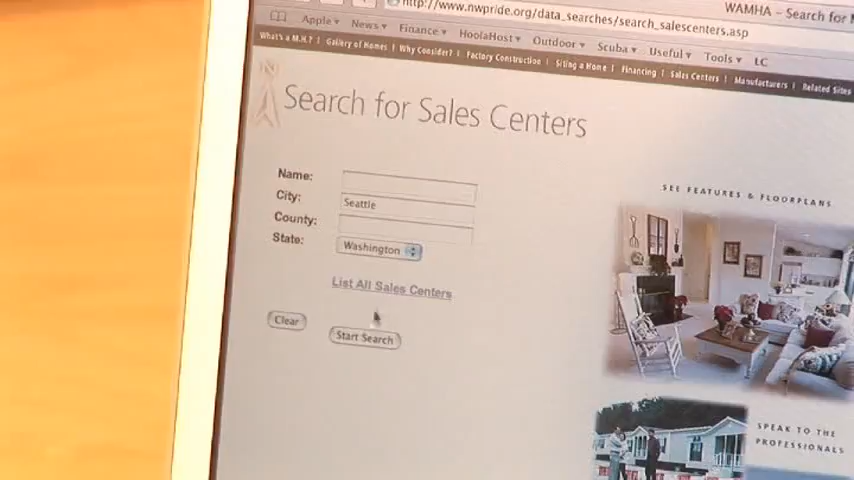 http://www.nwpride.org/data_searches/search_salescenters.asp
WAMHA – Search for
Apple News Finance HoolaHost Outdoor Scuba Useful Tools LC
What's a M.H.? | Gallery of Homes | Why Consider? | Factory Construction | Siting a Home | Financing | Sales Centers | Manufacturers | Related Sites
Search for Sales Centers
SEE FEATURES & FLOORPLANS
Name:
City: Seattle
County:
State: Washington
List All Sales Centers
Clear
Start Search
SPEAK TO THE
PROFESSIONALS